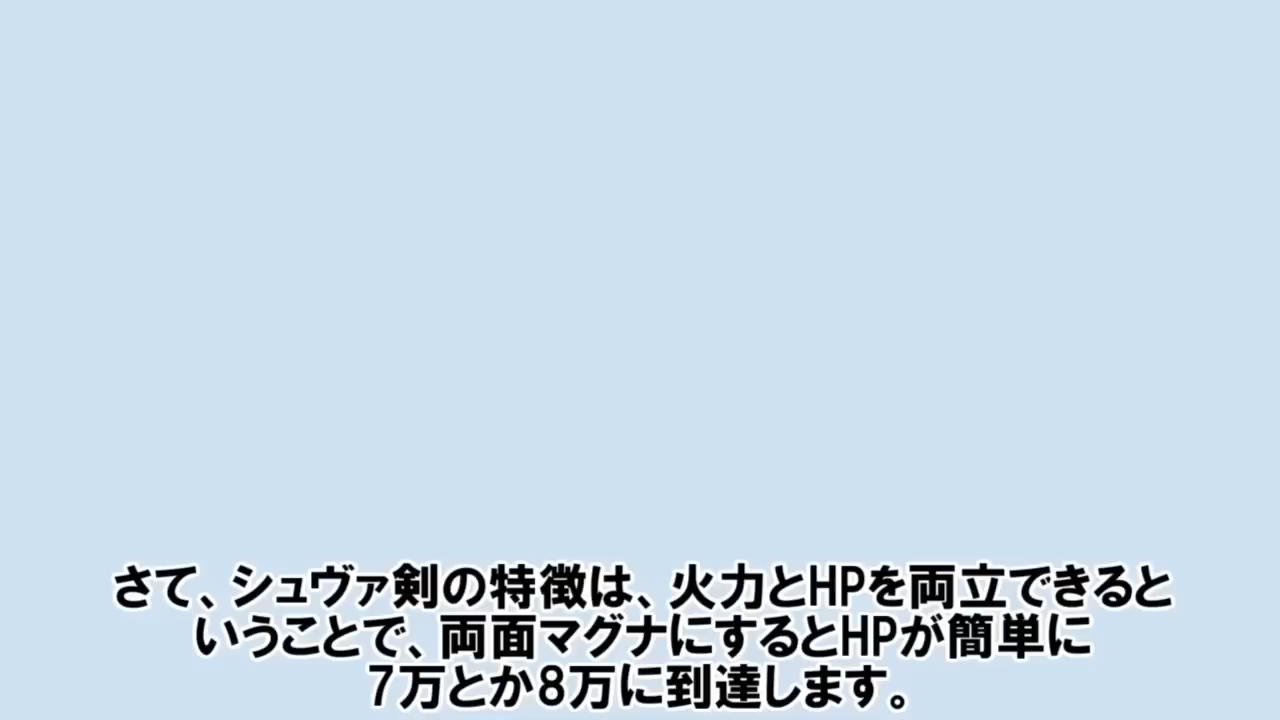 さて、シュヴァ剣の特徴は、火力とHPを両立できると
いうことで、両面マグナにするとHPが簡単に
7万とか8万に到達します。